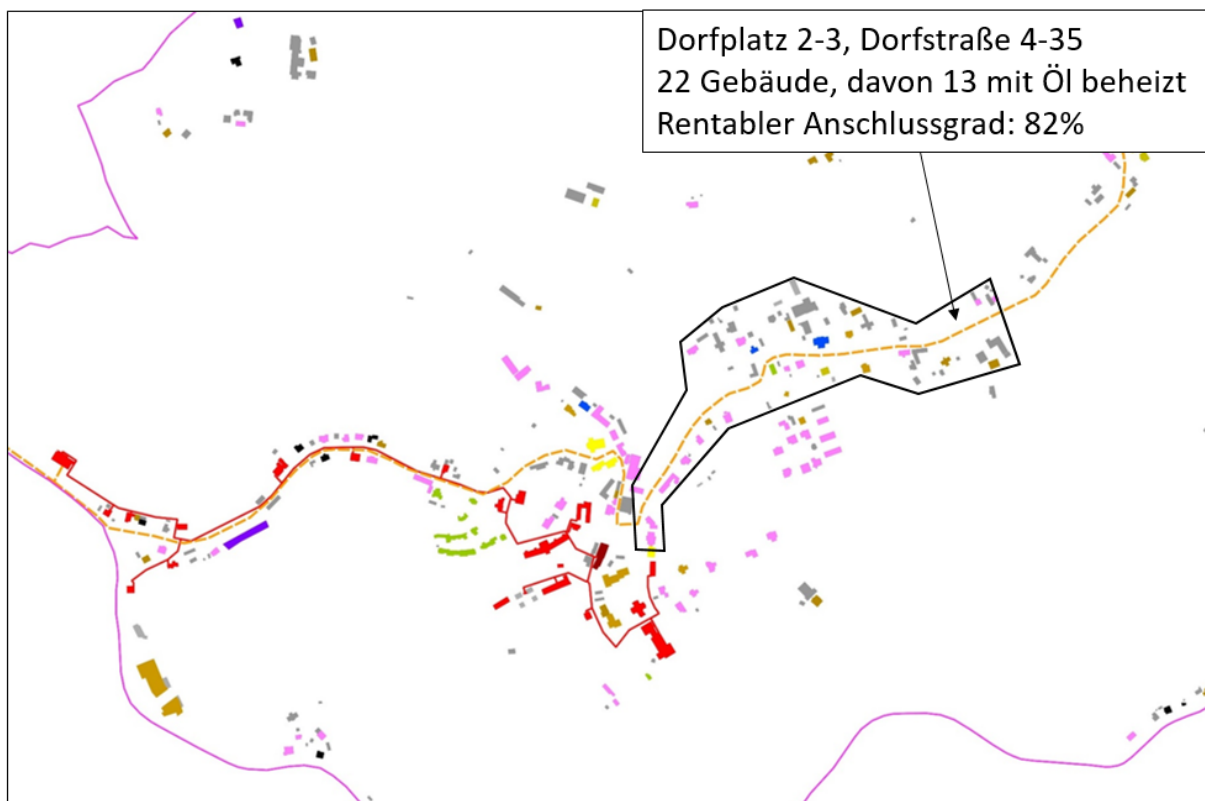 Dorfplatz 2-3, Dorfstraße 4-35
22 Gebäude, davon 13 mit Öl beheizt
Rentabler Anschlussgrad: 82%